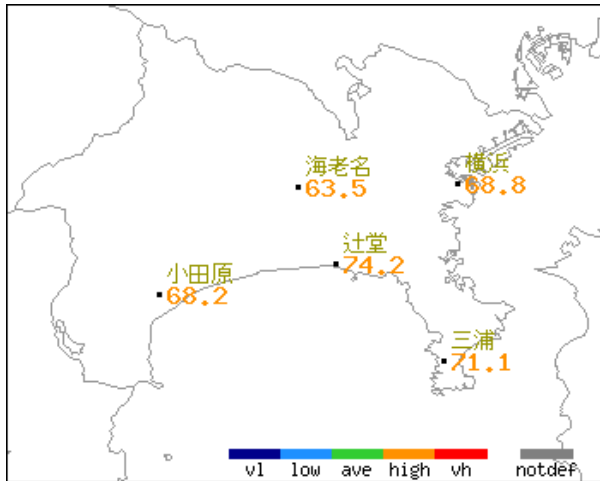 海老名
63.5
横浜
68.8
辻堂
74.2
小田原
68.2
三浦
71.1
vl low ave high vh notdef